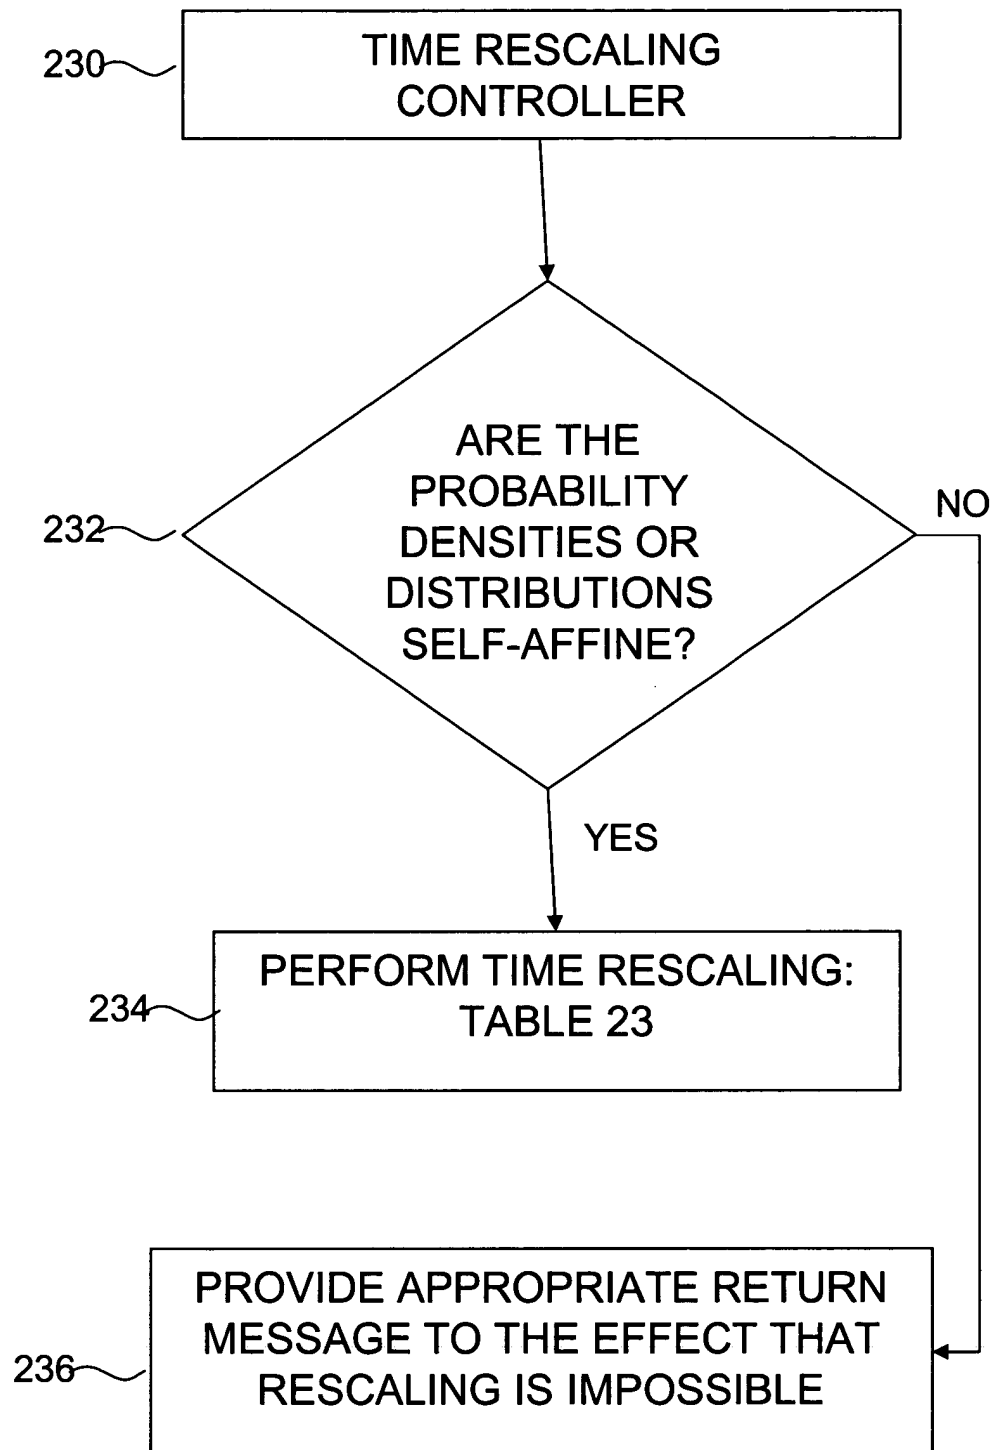 230
TIME RESCALING
CONTROLLER
232
ARE THE
PROBABILITY
DENSITIES OR
DISTRIBUTIONS
SELF-AFFINE?
NO
YES
234
PERFORM TIME RESCALING:
TABLE 23
236
PROVIDE APPROPRIATE RETURN
MESSAGE TO THE EFFECT THAT
RESCALING IS IMPOSSIBLE